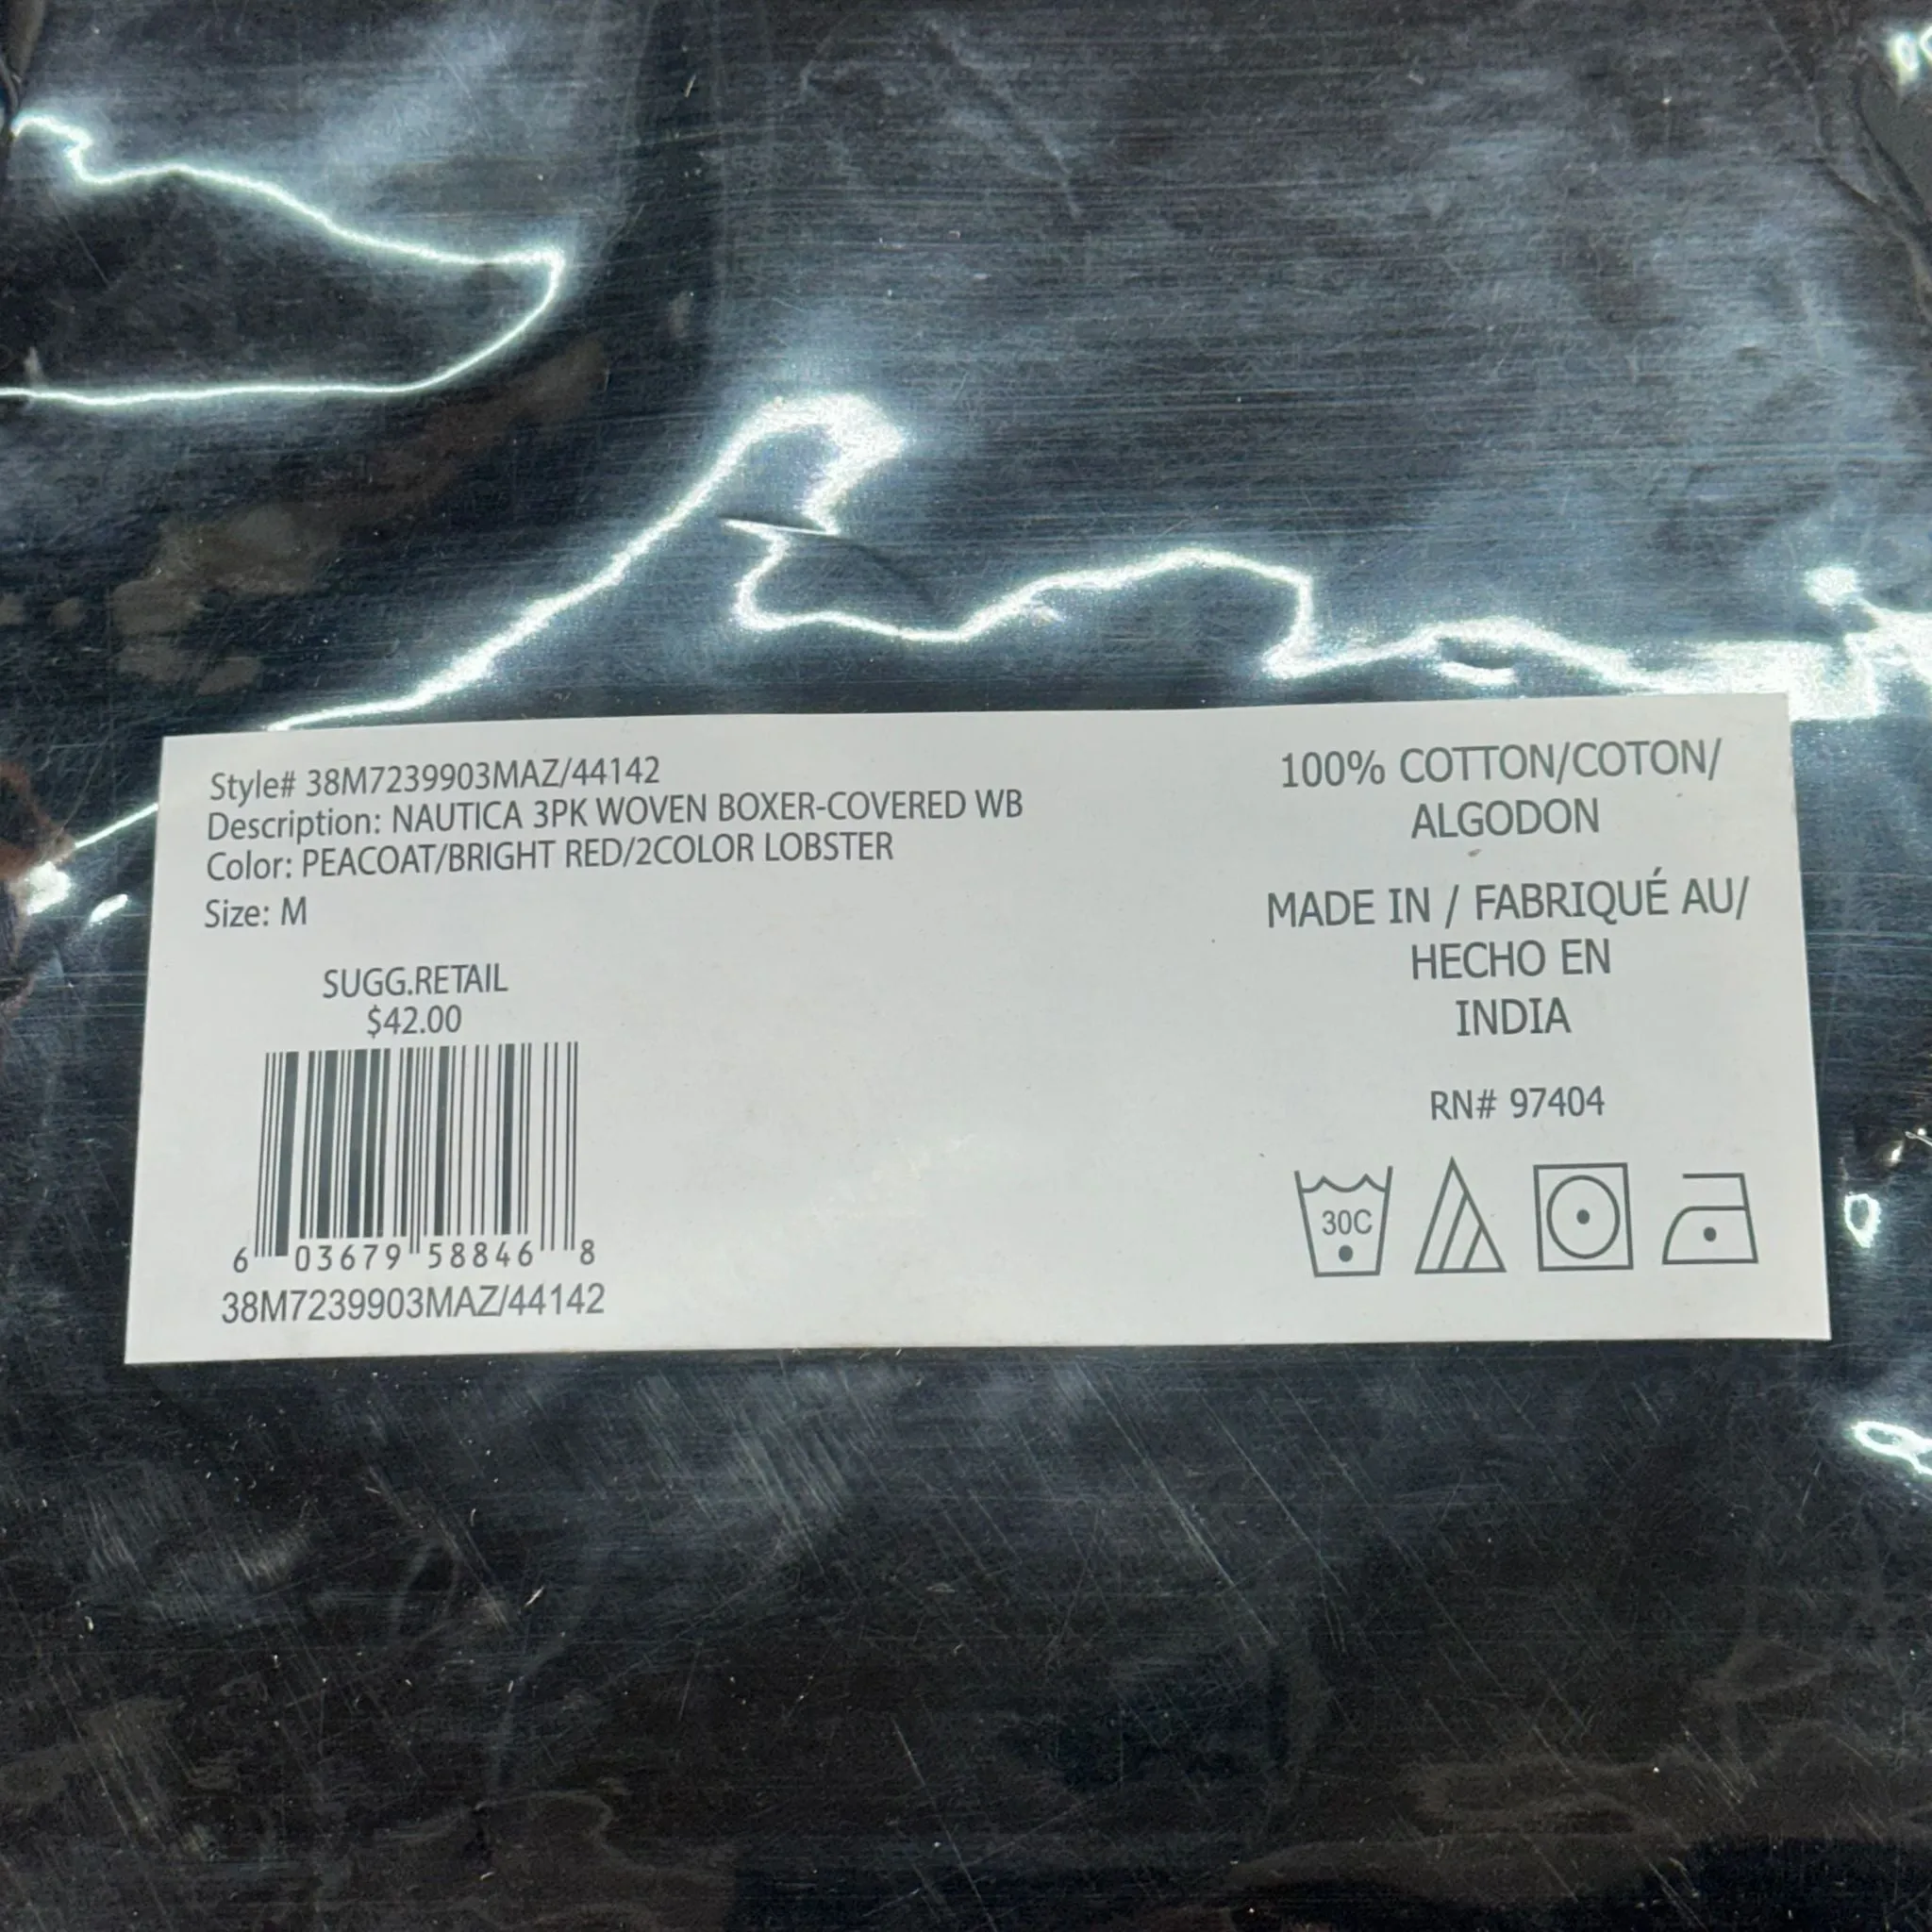 Style# 38M7239903MAZ/44142
Description: NAUTICA 3PK WOVEN BOXER-COVERED WB
Color: PEACOAT/BRIGHT RED/2COLOR LOBSTER
Size: M
SUGG.RETAIL
$42.00
6 03679 58846 8
38M7239903MAZ/44142
100% COTTON/COTON/
ALGODON
MADE IN / FABRIQUÉ AU/
HECHO EN
INDIA
RN# 97404
30C